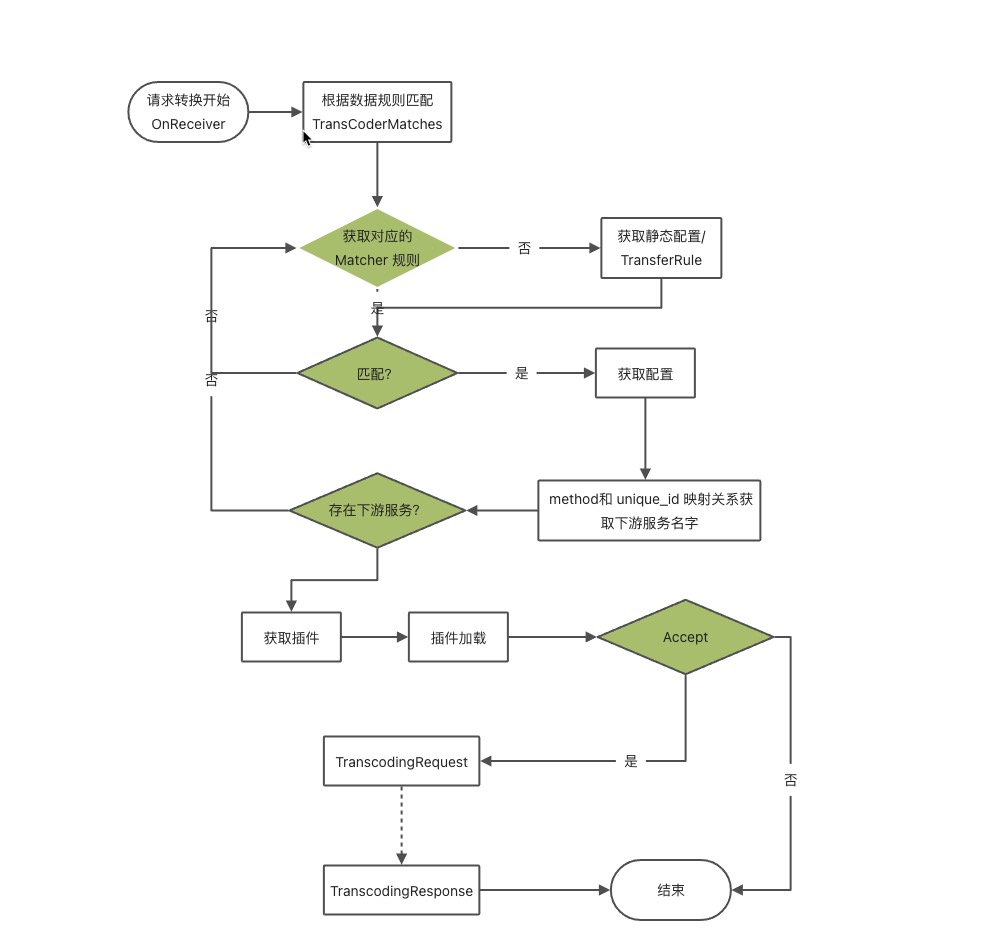 请求转换开始
OnReceiver
根据数据规则匹配
TransCoderMatches
获取对应的
Matcher 规则
否
获取静态配置/
TransferRule
是
否
匹配?
是
获取配置
否
存在下游服务?
method和 unique_id 映射关系获
取下游服务名字
获取插件
插件加载
Accept
TranscodingRequest
是
否
TranscodingResponse
结束